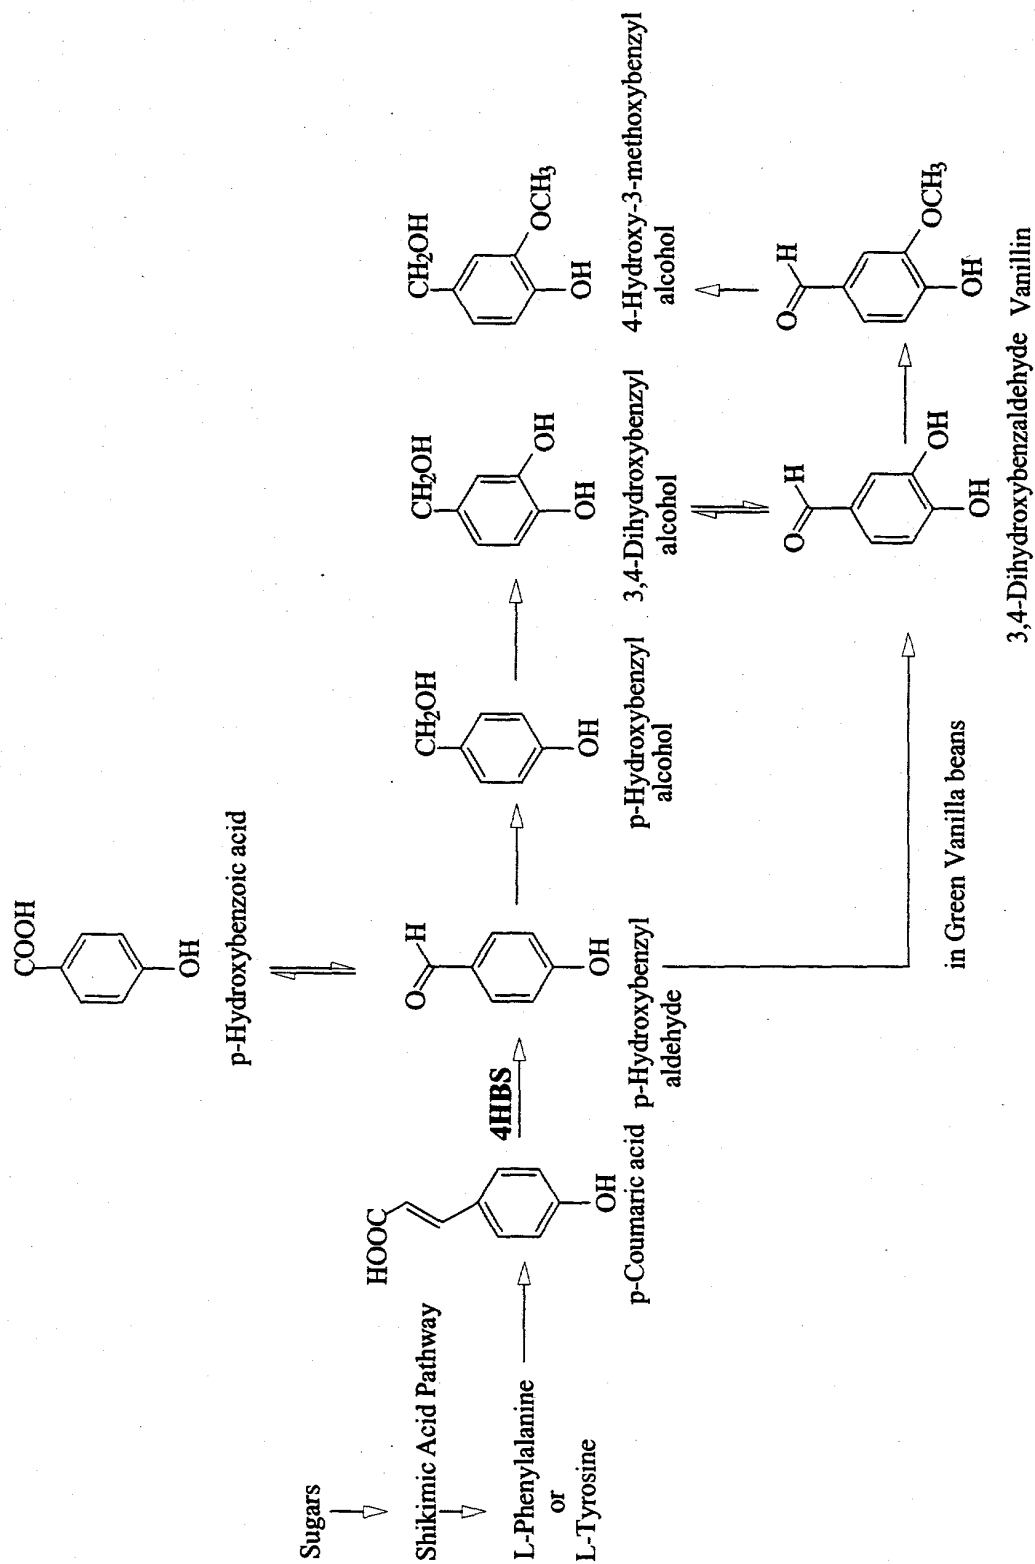 COOH
OH
p-Hydroxybenzoic acid
Sugars
Shikimic Acid Pathway
L-Phenylalanine
or
L-Tyrosine
HOOC
OH
p-Coumaric acid
4HBS
O
H
OH
p-Hydroxybenzyl
aldehyde
CH2OH
OH
p-Hydroxybenzyl
alcohol
CH2OH
OH
OH
3,4-Dihydroxybenzyl
alcohol
CH2OH
OCH3
OH
4-Hydroxy-3-methoxybenzyl
alcohol
in Green Vanilla beans
O
H
OH
OH
3,4-Dihydroxybenzaldehyde
O
H
OCH3
OH
Vanillin